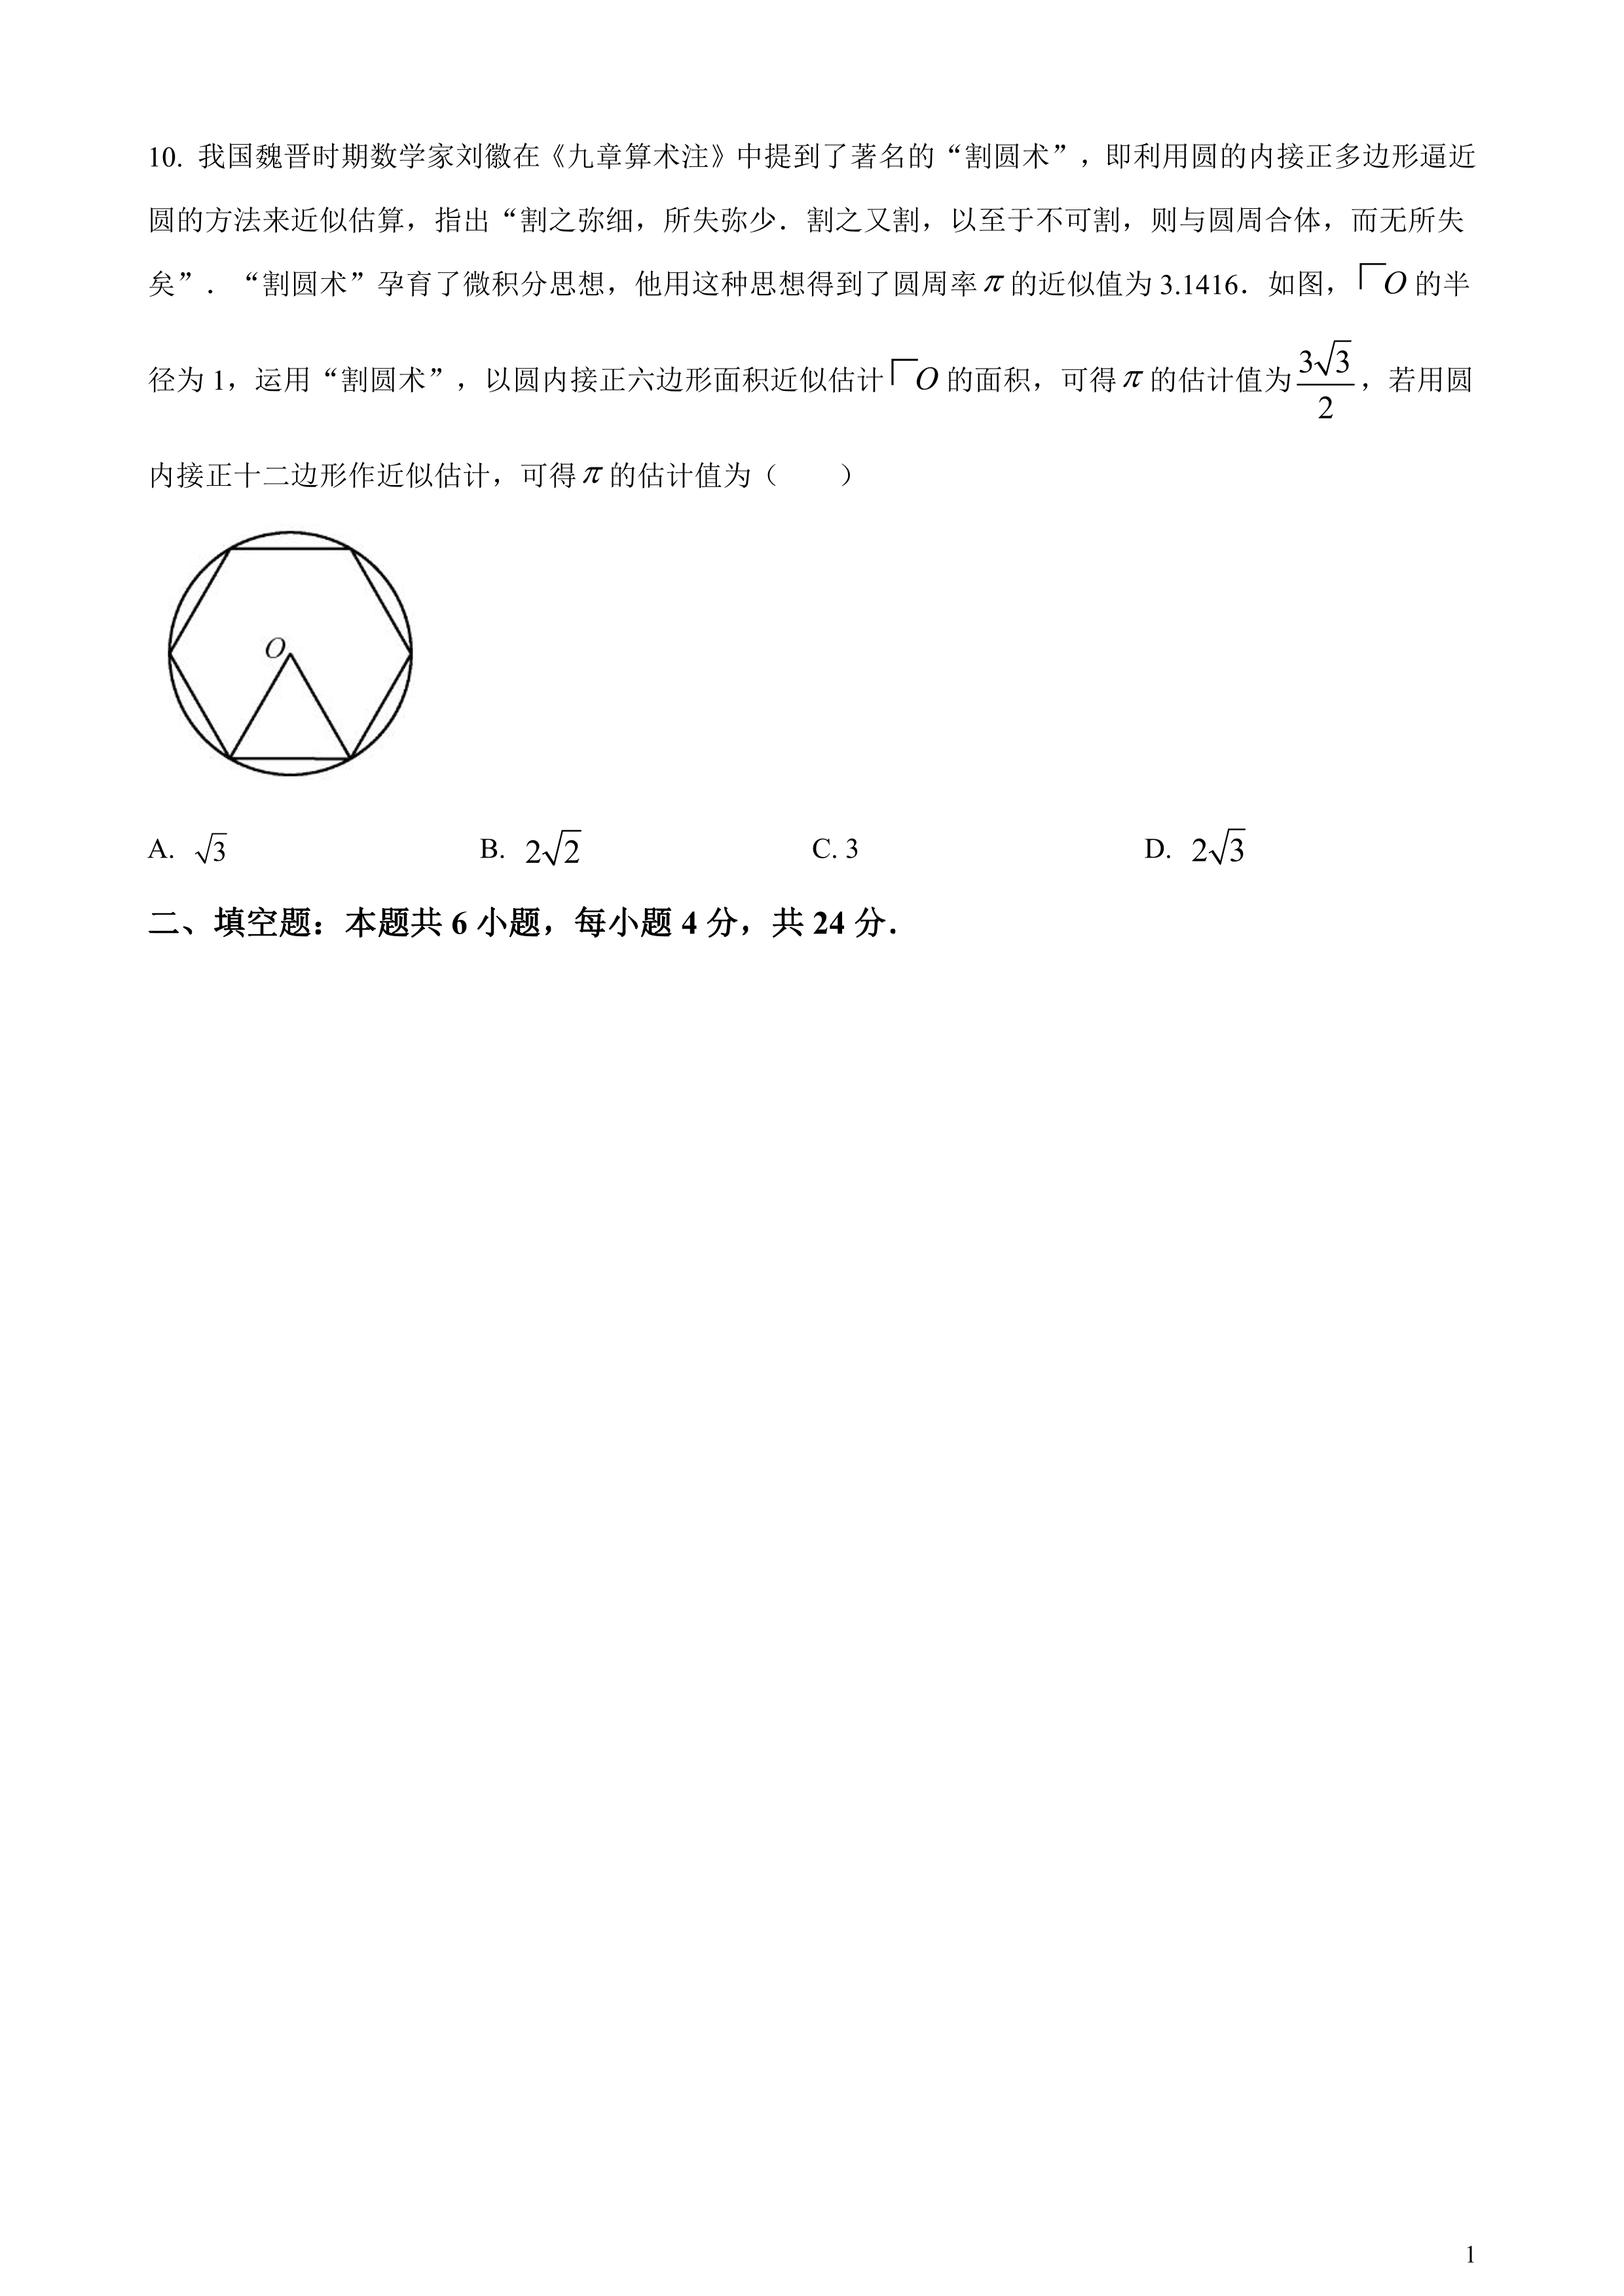 10. 我国魏晋时期数学家刘徽在《九章算术注》中提到了著名的“割圆术”，即利用圆的内接正多边形逼近
圆的方法来近似估算，指出“割之弥细，所失弥少．割之又割，以至于不可割，则与圆周合体，而无所失
矣”．“割圆术”孕育了微积分思想，他用这种思想得到了圆周率π的近似值为 3.1416．如图，⎾O 的半
径为 1，运用“割圆术”，以圆内接正六边形面积近似估计⎾O 的面积，可得π的估计值为 3√3/2，若用圆
内接正十二边形作近似估计，可得π的估计值为（　　）
O
A. √3 B. 2√2 C. 3 D. 2√3
二、填空题：本题共 6 小题，每小题 4 分，共 24 分．
1